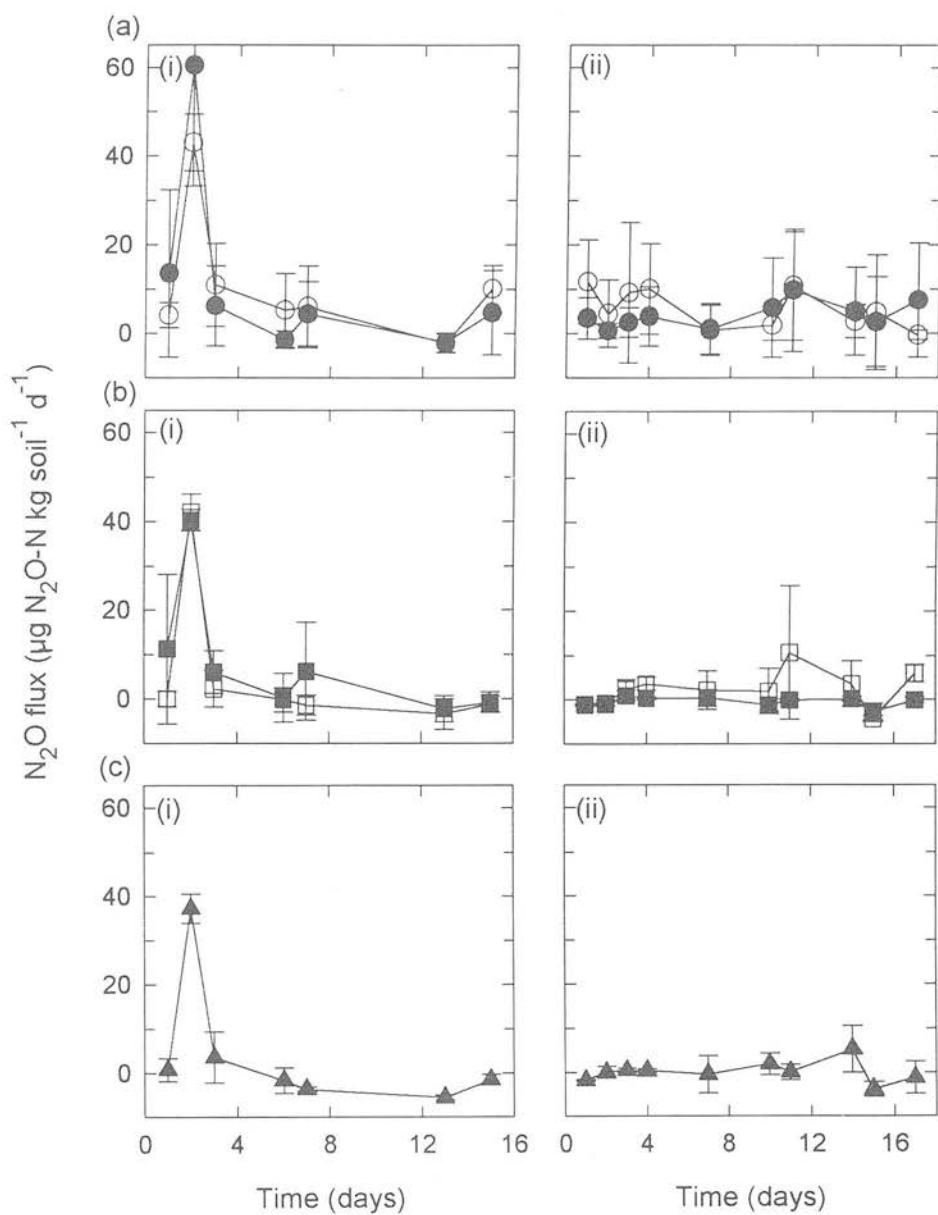 (a)
(i)
(ii)
60
40
20
0
(b)
(i)
(ii)
60
40
20
0
(c)
(i)
(ii)
60
40
20
0
0 4 8 12 16
0 4 8 12 16
Time (days)
Time (days)
N₂O flux (µg N₂O-N kg soil⁻¹ d⁻¹)